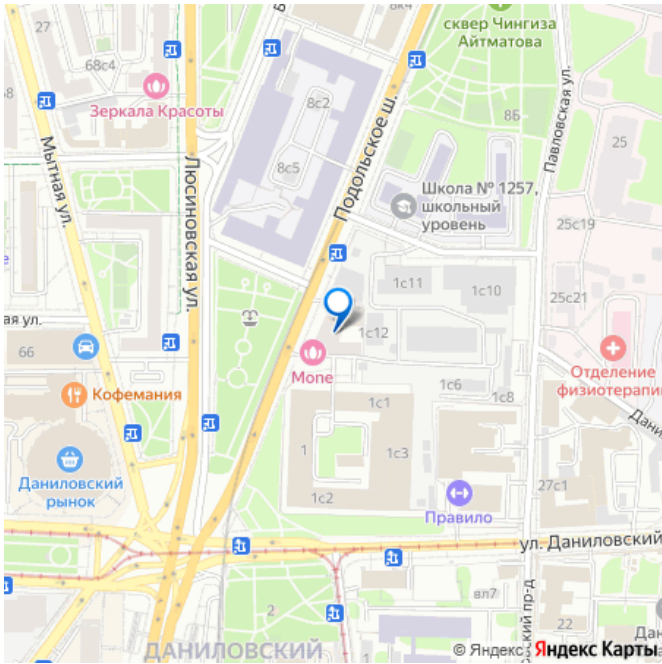 8к4
сквер Чингиза
Айтматова
27
68с4
Зеркала Красоты
8с2
8Б
25
Павловская ул.
Мытная ул.
Люсиновская ул.
Подольское ш.
8с5
Школа № 1257,
школьный
уровень
25с19
25с21
1с11
1с10
ая ул.
66
1с12
Mone
Отделение
физиотерапи
Кофемания
1с6
1с8
1с1
Дани
Даниловский
рынок
1
1с3
1с2
27с1
Правило
ул. Даниловский
вл7
2
22
ДАНИЛОВСКИЙ
© Яндекс
Яндекс Карты